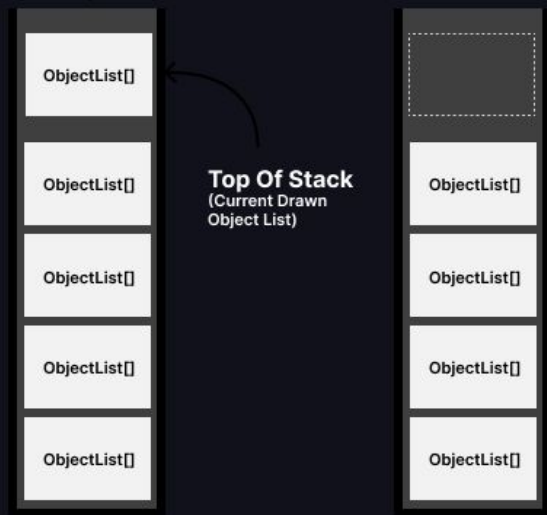 ObjectList[]
ObjectList[]
ObjectList[]
ObjectList[]
ObjectList[]
Top Of Stack
(Current Drawn
Object List)
ObjectList[]
ObjectList[]
ObjectList[]
ObjectList[]